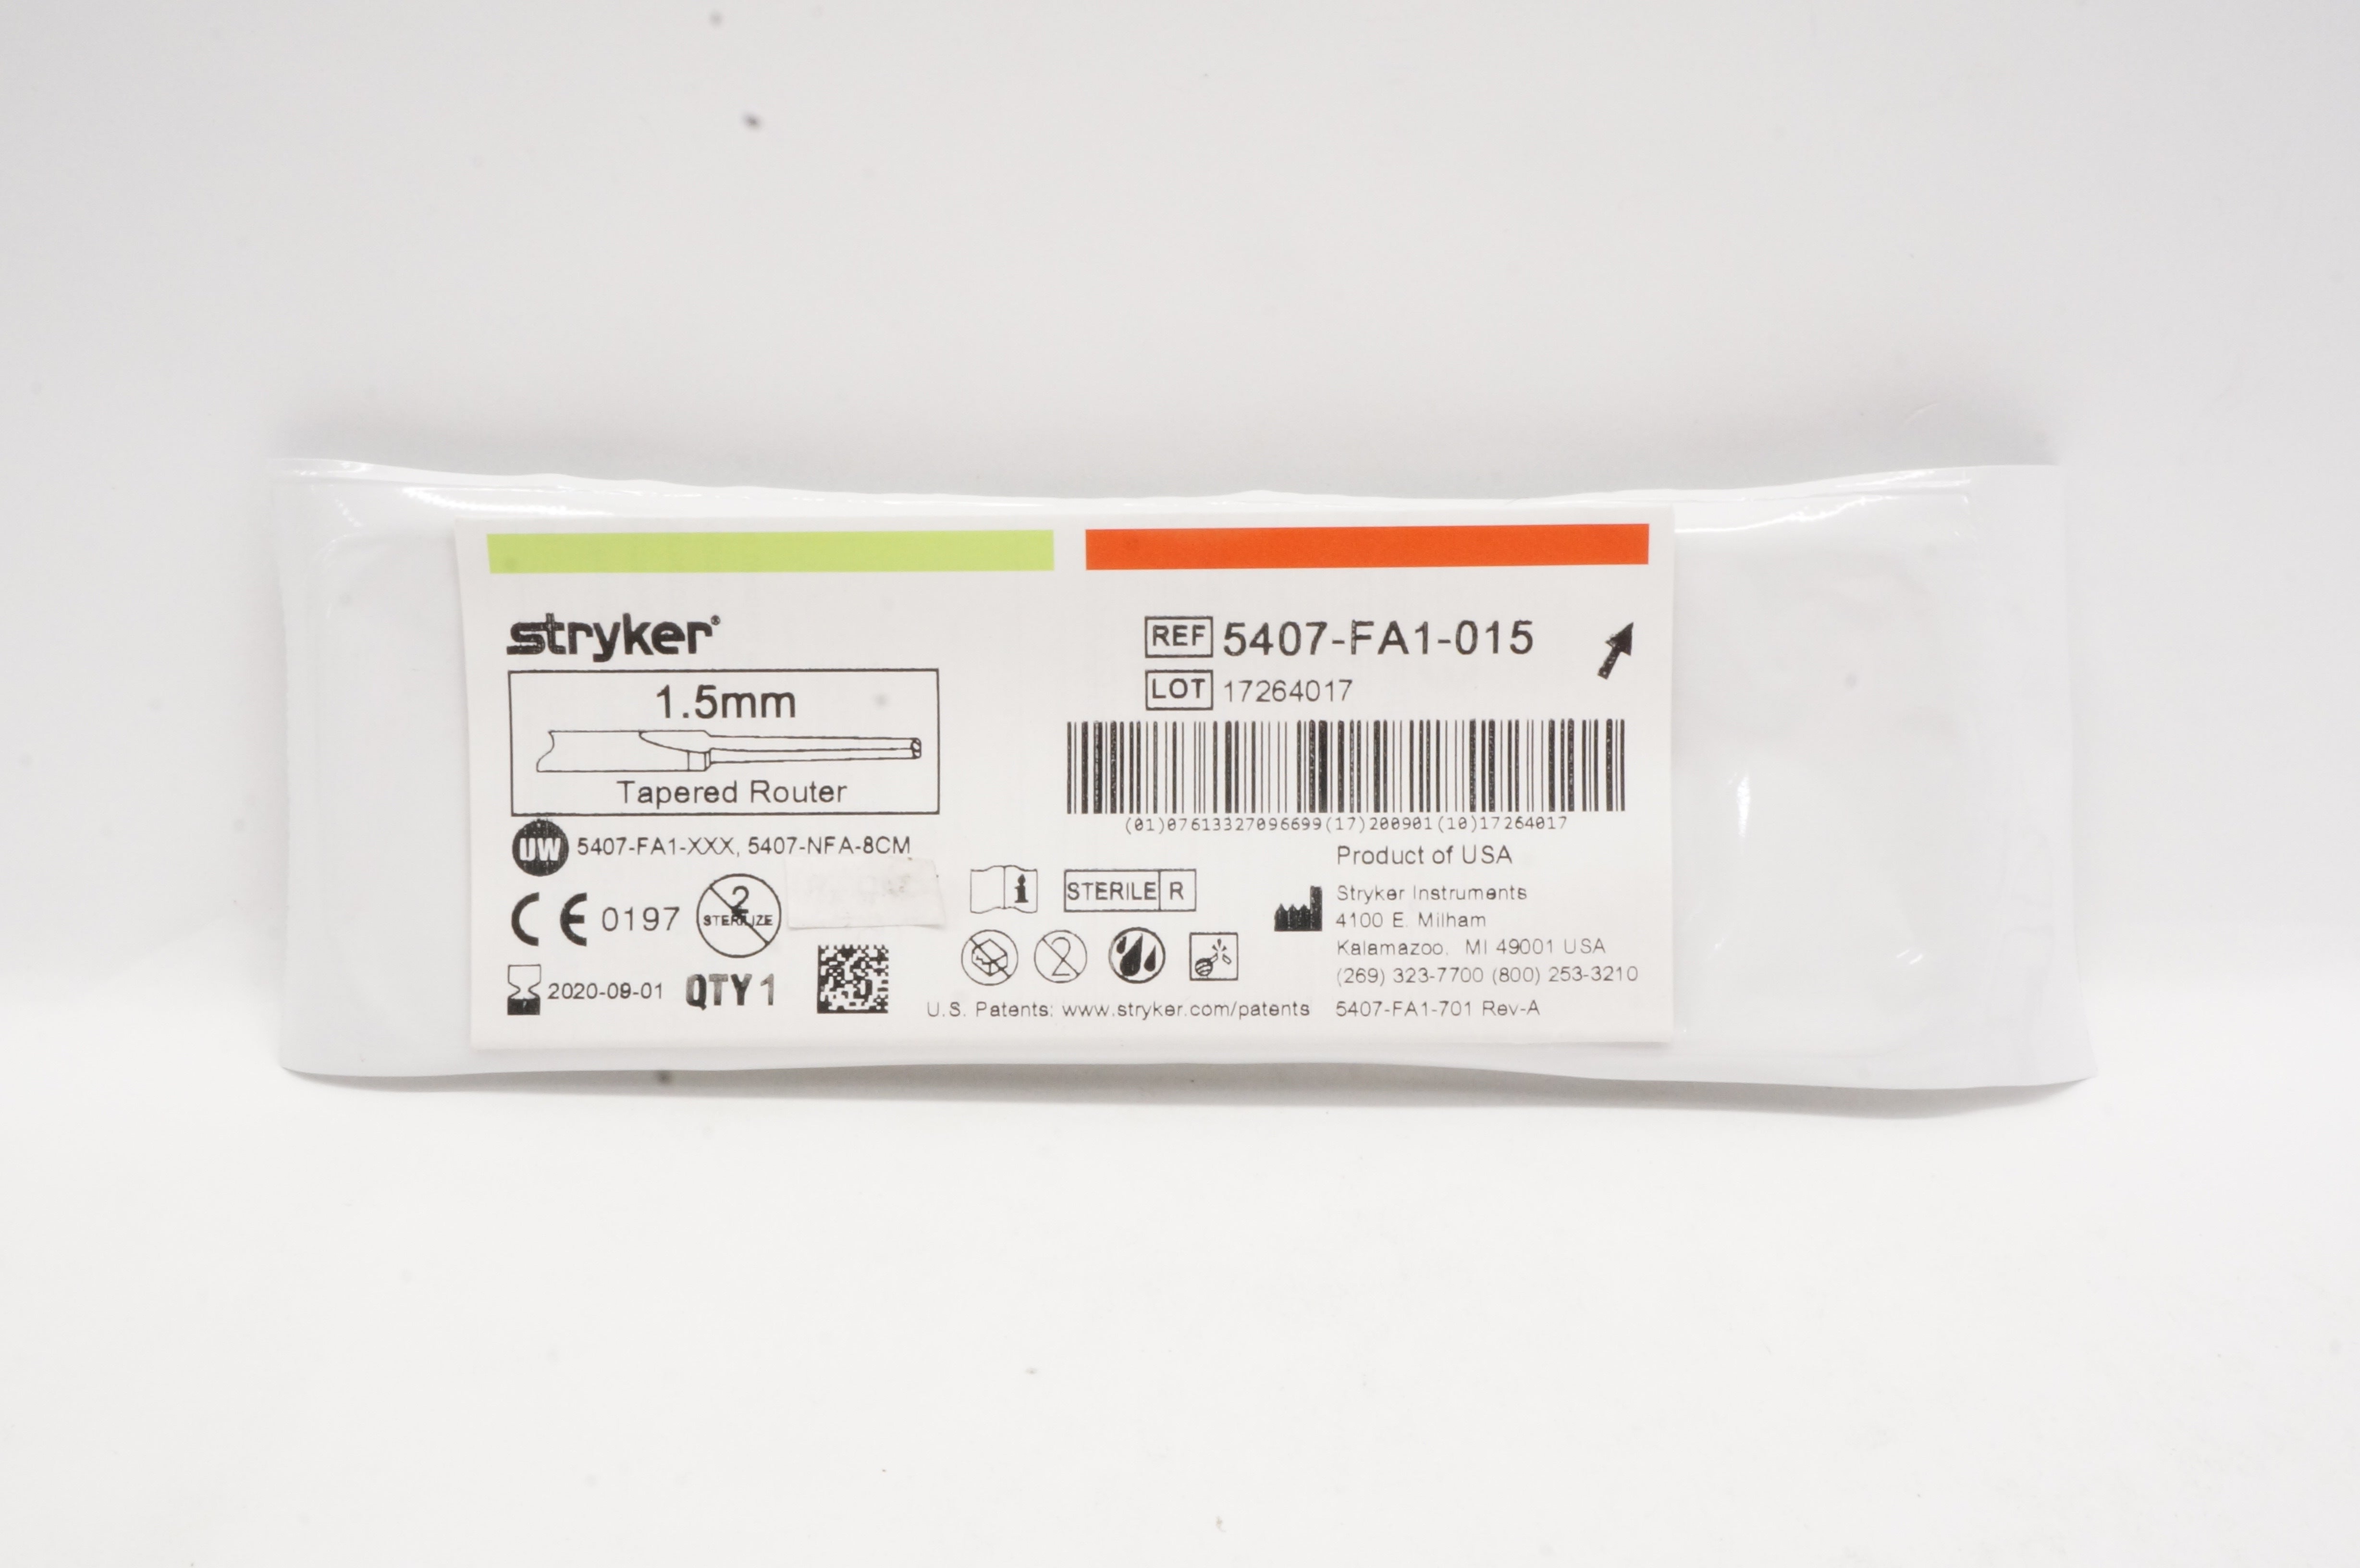 stryker®
1.5mm
Tapered Router
UW 5407-FA1-XXX, 5407-NFA-8CM
CE 0197
2
STERILIZE
2020-09-01 QTY 1
REF 5407-FA1-015
LOT 17264017
(01)07613327096699(17)200901(10)17264017
Product of USA
i STERILE R
2
Stryker Instruments
4100 E. Milham
Kalamazoo, MI 49001 USA
(269) 323-7700 (800) 253-3210
U.S. Patents: www.stryker.com/patents 5407-FA1-701 Rev-A